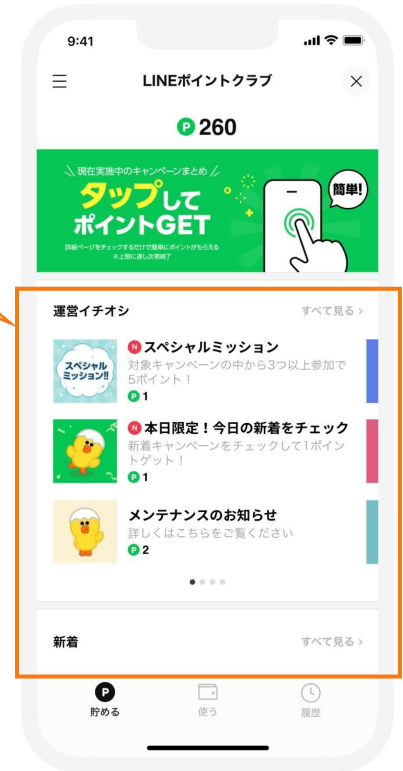 9:41
LINEポイントクラブ
P 260
現在実施中のキャンペーンまとめ
タップして
ポイントGET
簡単!
詳細ページをチェックするだけで簡単にポイントがもらえる
※上限に達し次第終了
運営イチオシ
すべて見る
スペシャル
ミッション!!
N スペシャルミッション
対象キャンペーンの中から3つ以上参加で
5ポイント!
P 1
N 本日限定!今日の新着をチェック
新着キャンペーンをチェックして1ポイン
トゲット!
P 1
メンテナンスのお知らせ
詳しくはこちらをご覧ください
P 2
新着
すべて見る
P
貯める
使う
履歴